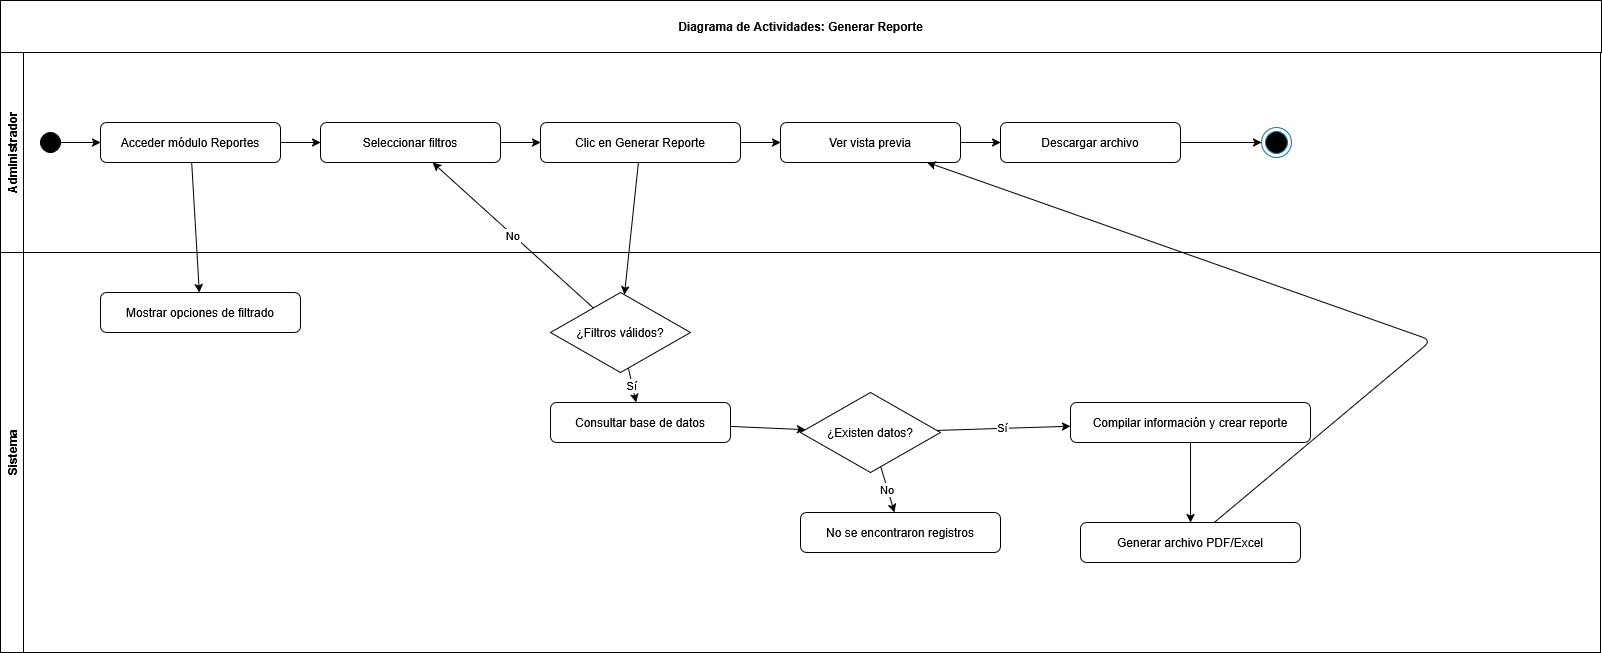 Diagrama de Actividades: Generar Reporte
Administrador
Acceder módulo Reportes
Seleccionar filtros
Clic en Generar Reporte
Ver vista previa
Descargar archivo
No
Sistema
Mostrar opciones de filtrado
¿Filtros válidos?
Sí
Consultar base de datos
¿Existen datos?
Sí
Compilar información y crear reporte
No
No se encontraron registros
Generar archivo PDF/Excel